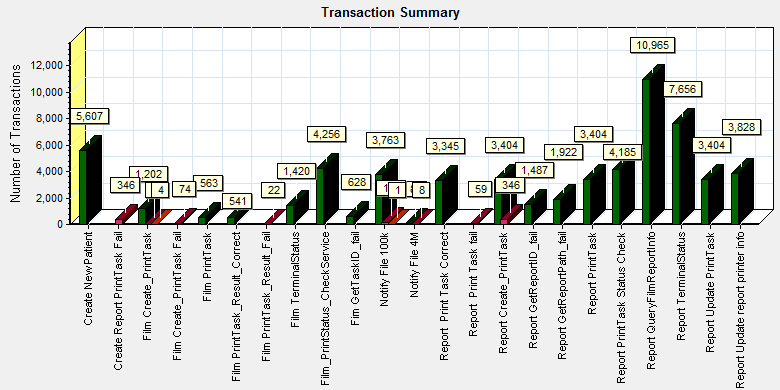 Transaction Summary
Number of Transactions
12,000
10,000
8,000
6,000
4,000
2,000
0
5,607
346
1,202
4
74
563
541
22
1,420
4,256
628
3,763
1
8
3,345
59
3,404
346
1,487
1,922
3,404
4,185
10,965
7,656
3,404
3,828
Create NewPatient
Create Report PrintTask Fail
Film Create_PrintTask
Film Create_PrintTask Fail
Film PrintTask
Film PrintTask_Result_Correct
Film PrintTask_Result_Fail
Film TerminalStatus
Film_PrintStatus_CheckService
Fim GetTaskID_fail
Notify File 100k
Notify File 4M
Report Print Task Correct
Report Print Task fail
Report Create_PrintTask
Report GetReportID_fail
Report GetReportPath_fail
Report PrintTask
Report PrintTask Status Check
Report QueryFilmReportInfo
Report TerminalStatus
Report Update PrintTask
Report Update report printer info